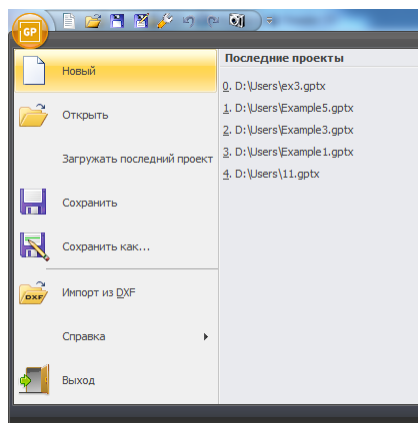 GP
Новый
Открыть
Загружать последний проект
Сохранить
Сохранить как...
DXF
Импорт из DXF
Справка
Выход
Последние проекты
0. D:\Users\ex3.gptx
1. D:\Users\Example5.gptx
2. D:\Users\Example3.gptx
3. D:\Users\Example1.gptx
4. D:\Users\11.gptx